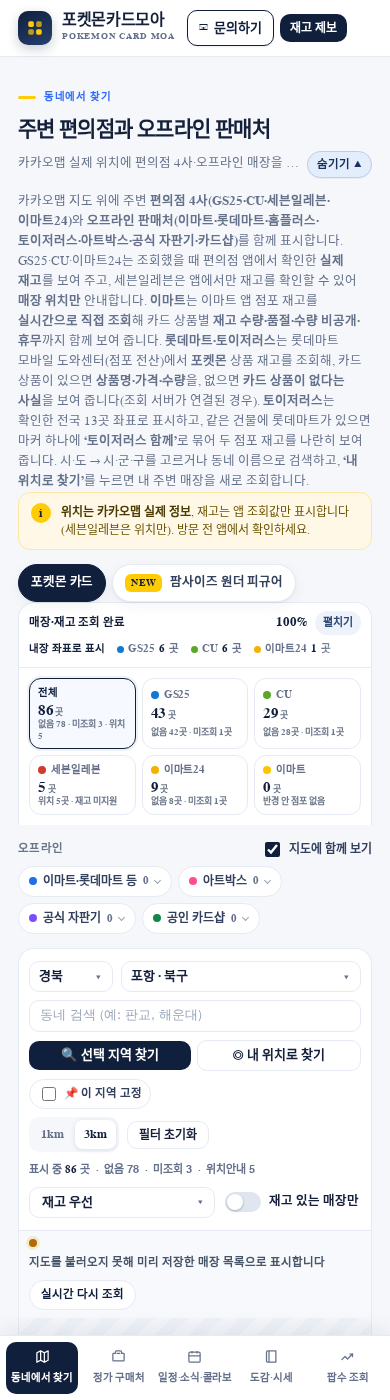 포켓몬카드모아
POKEMON CARD MOA
문의하기
재고 제보
동네에서 찾기
주변 편의점과 오프라인 판매처
카카오맵 실제 위치에 편의점 4사·오프라인 매장을 …
숨기기 ▲
카카오맵 지도 위에 주변 편의점 4사(GS25·CU·세븐일레븐·
이마트24)와 오프라인 판매처(이마트·롯데마트·홈플러스·
토이저러스·아트박스·공식 자판기·카드샵)를 함께 표시합니다.
GS25·CU·이마트24는 조회했을 때 편의점 앱에서 확인한 실제
재고를 보여 주고, 세븐일레븐은 앱에서만 재고를 확인할 수 있어
매장 위치만 안내합니다. 이마트는 이마트 앱 점포 재고를
실시간으로 직접 조회해 카드 상품별 재고 수량·품절·수량 비공개·
휴무까지 함께 보여 줍니다. 롯데마트·토이저러스는 롯데마트
모바일 도와센터(점포 전산)에서 포켓몬 상품 재고를 조회해, 카드
상품이 있으면 상품명·가격·수량을, 없으면 카드 상품이 없다는
사실을 보여 줍니다(조회 서버가 연결된 경우). 토이저러스는
확인한 전국 13곳 좌표로 표시하고, 같은 건물에 롯데마트가 있으면
마커 하나에 ‘토이저러스 함께’로 묶어 두 점포 재고를 나란히 보여
줍니다. 시·도 → 시·군·구를 고르거나 동네 이름으로 검색하고, ‘내
위치로 찾기’를 누르면 내 주변 매장을 새로 조회합니다.
위치는 카카오맵 실제 정보, 재고는 앱 조회값만 표시합니다
(세븐일레븐은 위치만). 방문 전 앱에서 확인하세요.
포켓몬 카드
NEW 팝사이즈 원더 피규어
매장·재고 조회 완료
100%
펼치기
내장 좌표로 표시
GS25 6 곳
CU 6 곳
이마트24 1 곳
전체
86 곳
없음 78 · 미조회 3 · 위치
5
GS25
43 곳
없음 42곳 · 미조회 1곳
CU
29 곳
없음 28곳 · 미조회 1곳
세븐일레븐
5 곳
위치 5곳 · 재고 미지원
이마트24
9 곳
없음 8곳 · 미조회 1곳
이마트
0 곳
반경 안 점포 없음
오프라인
지도에 함께 보기
이마트·롯데마트 등 0
아트박스 0
공식 자판기 0
공인 카드샵 0
경북
포항 · 북구
동네 검색 (예: 판교, 해운대)
🔍 선택 지역 찾기
◎ 내 위치로 찾기
📌 이 지역 고정
1km
3km
필터 초기화
표시 중 86 곳 · 없음 78 · 미조회 3 · 위치안내 5
재고 우선
재고 있는 매장만
지도를 불러오지 못해 미리 저장한 매장 목록으로 표시합니다
실시간 다시 조회
동네에서 찾기
정가 구매처
일정·소식·콜라보
도감·시세
팝수 조회